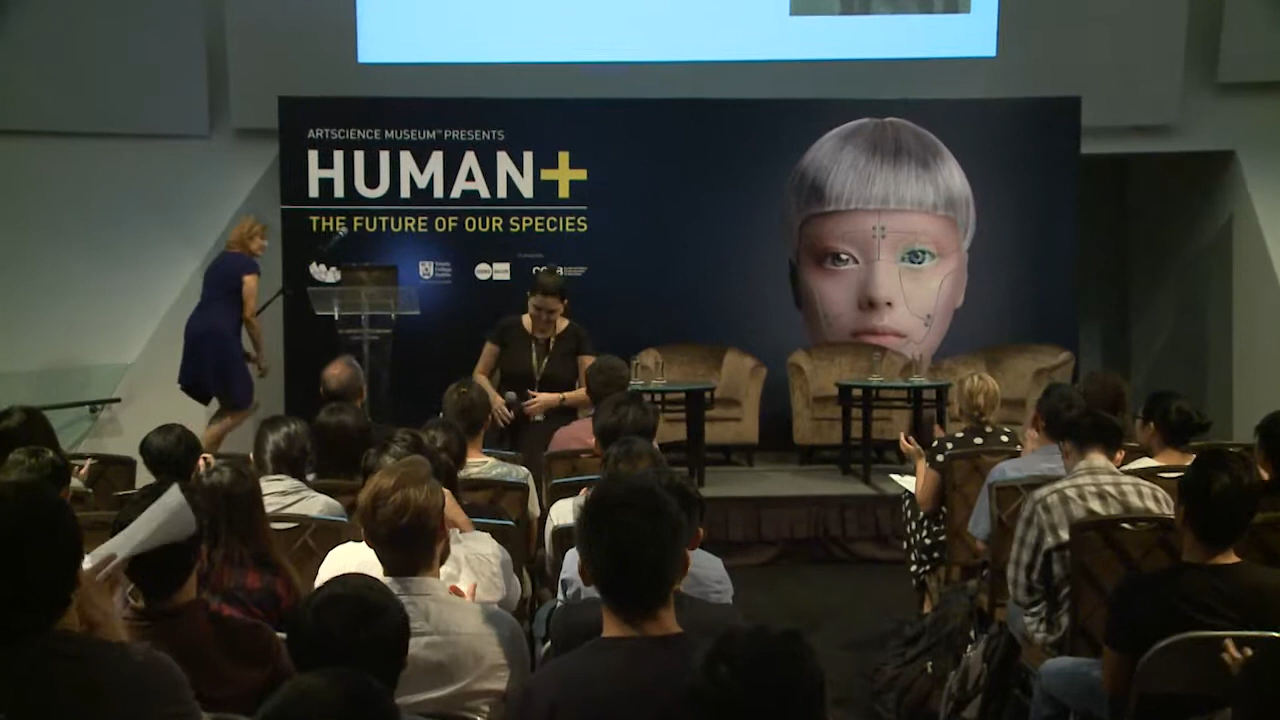 ARTSCIENCE MUSEUM™ PRESENTS
HUMAN+
THE FUTURE OF OUR SPECIES